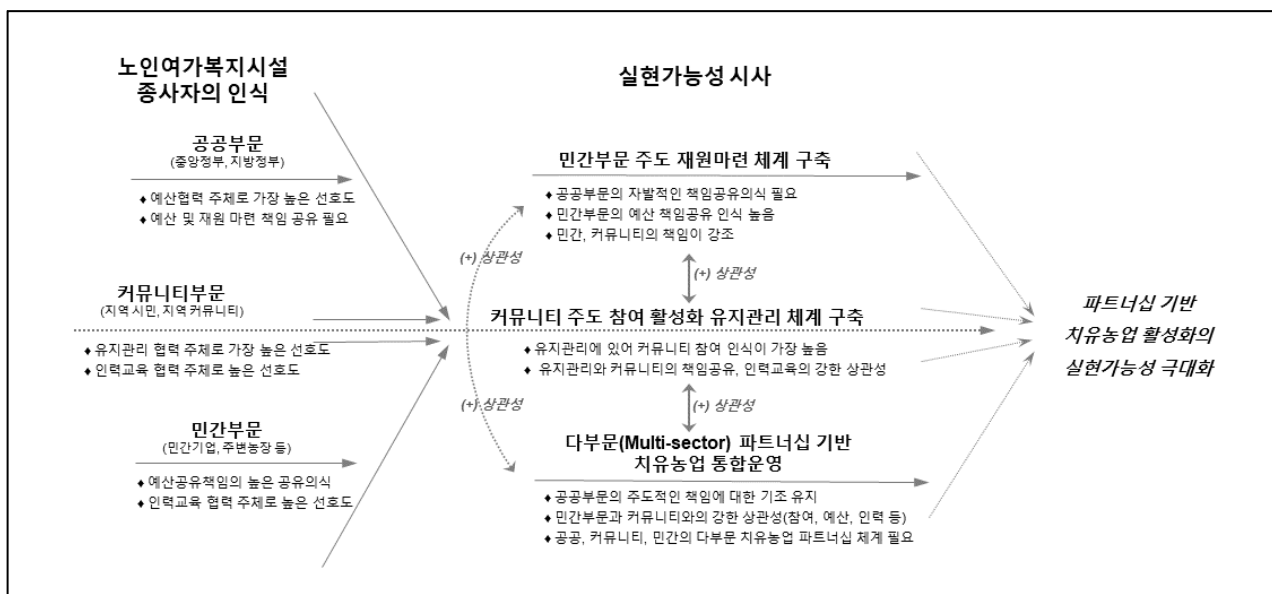 노인여가복지시설
종사자의 인식
공공부문
(중앙정부, 지방정부)
♦ 예산협력 주체로 가장 높은 선호도
♦ 예산 및 재원 마련 책임 공유 필요
커뮤니티부문
(지역 시민, 지역 커뮤니티)
♦ 유지관리 협력 주체로 가장 높은 선호도
♦ 인력교육 협력 주체로 높은 선호도
민간부문
(민간기업, 주변농장 등)
♦ 예산공유책임의 높은 공유의식
♦ 인력교육 협력 주체로 높은 선호도
실현가능성 시사
민간부문 주도 재원마련 체계 구축
♦ 공공부문의 자발적인 책임공유의식 필요
♦ 민간부문의 예산 책임공유 인식 높음
♦ 민간, 커뮤니티의 책임이 강조
(+) 상관성
(+) 상관성
커뮤니티 주도 참여 활성화 유지관리 체계 구축
♦ 유지관리에 있어 커뮤니티 참여 인식이 가장 높음
♦ 유지관리와 커뮤니티의 책임공유, 인력교육의 강한 상관성
(+) 상관성
(+) 상관성
다부문(Multi-sector) 파트너십 기반
치유농업 통합운영
♦ 공공부문의 주도적인 책임에 대한 기조 유지
♦ 민간부문과 커뮤니티와의 강한 상관성(참여, 예산, 인력 등)
♦ 공공, 커뮤니티, 민간의 다부문 치유농업 파트너십 체계 필요
파트너십 기반
치유농업 활성화의
실현가능성 극대화